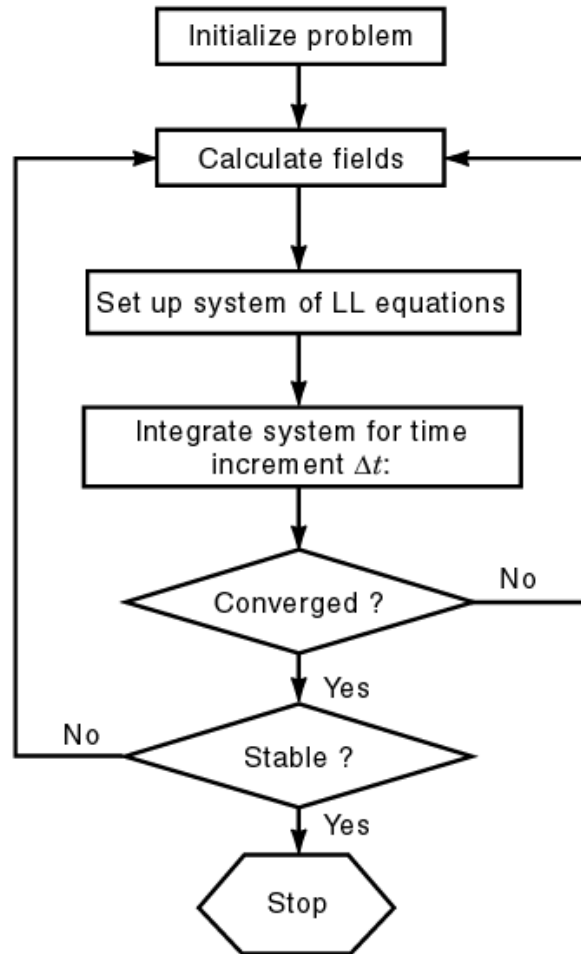 Initialize problem
Calculate fields
Set up system of LL equations
Integrate system for time
increment Δt:
Converged ?
No
Yes
No
Stable ?
Yes
Stop